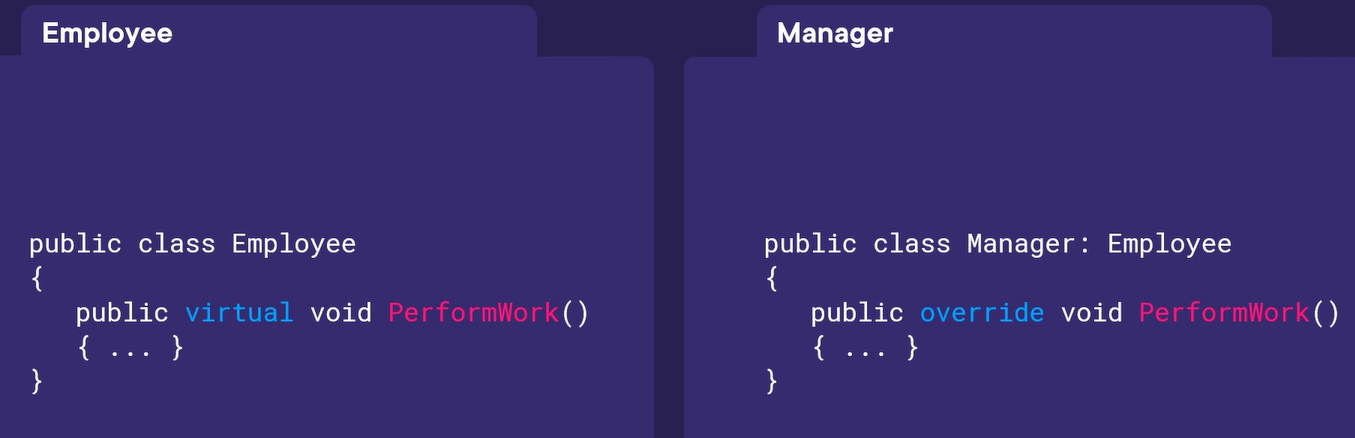 Employee
public class Employee
{
public virtual void PerformWork()
{ ... }
}
Manager
public class Manager: Employee
{
public override void PerformWork()
{ ... }
}